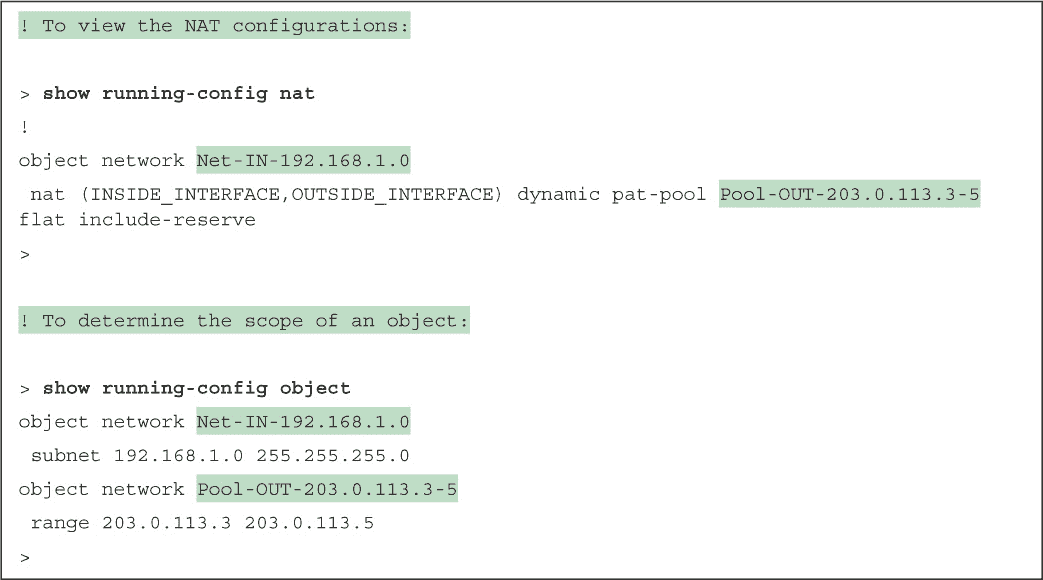 ! To view the NAT configurations:
> show running-config nat
!
object network Net-IN-192.168.1.0
 nat (INSIDE_INTERFACE,OUTSIDE_INTERFACE) dynamic pat-pool Pool-OUT-203.0.113.3-5
flat include-reserve
>
! To determine the scope of an object:
> show running-config object
object network Net-IN-192.168.1.0
 subnet 192.168.1.0 255.255.255.0
object network Pool-OUT-203.0.113.3-5
 range 203.0.113.3 203.0.113.5
>